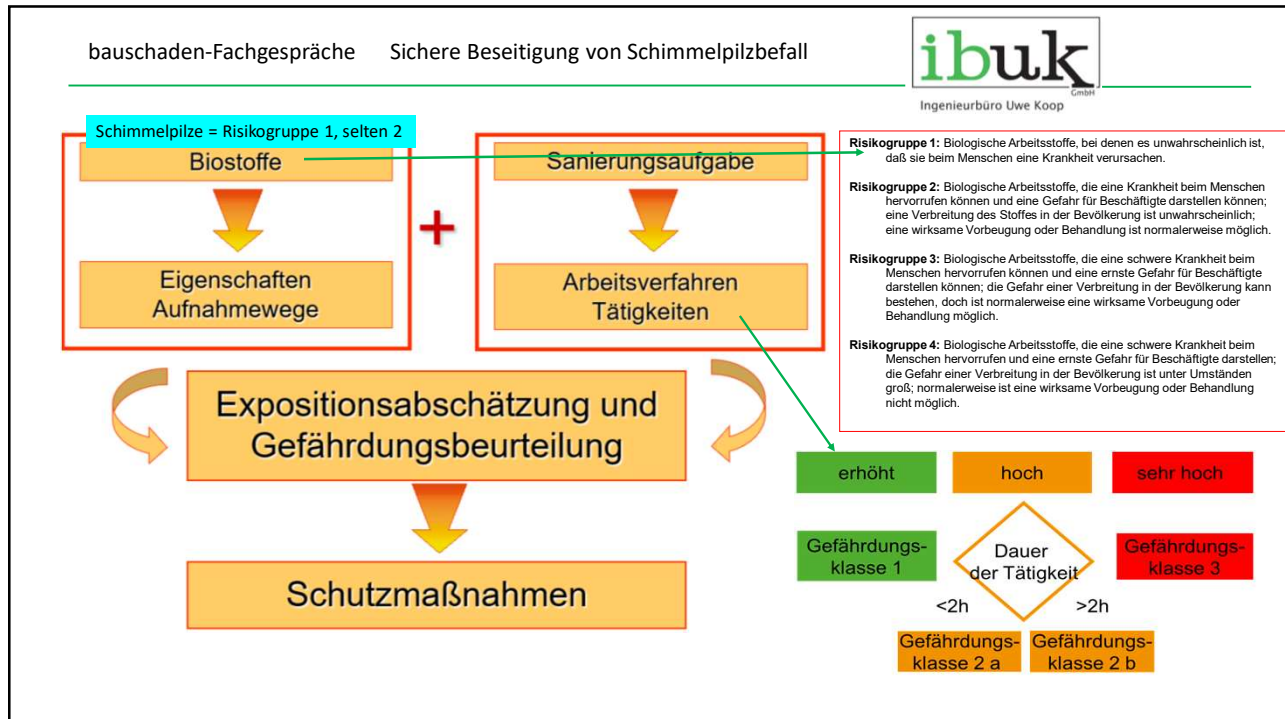 bauschaden-Fachgespräche Sichere Beseitigung von Schimmelpilzbefall
ibuk
GmbH
Ingenieurbüro Uwe Koop
Schimmelpilze = Risikogruppe 1, selten 2
Biostoffe
Eigenschaften
Aufnahmewege
+
Sanierungsaufgabe
Arbeitsverfahren
Tätigkeiten
Expositionsabschätzung und
Gefährdungsbeurteilung
Schutzmaßnahmen
Risikogruppe 1: Biologische Arbeitsstoffe, bei denen es unwahrscheinlich ist,
daß sie beim Menschen eine Krankheit verursachen.
Risikogruppe 2: Biologische Arbeitsstoffe, die eine Krankheit beim Menschen
hervorrufen können und eine Gefahr für Beschäftigte darstellen können;
eine Verbreitung des Stoffes in der Bevölkerung ist unwahrscheinlich;
eine wirksame Vorbeugung oder Behandlung ist normalerweise möglich.
Risikogruppe 3: Biologische Arbeitsstoffe, die eine schwere Krankheit beim
Menschen hervorrufen können und eine ernste Gefahr für Beschäftigte
darstellen können; die Gefahr einer Verbreitung in der Bevölkerung kann
bestehen, doch ist normalerweise eine wirksame Vorbeugung oder
Behandlung möglich.
Risikogruppe 4: Biologische Arbeitsstoffe, die eine schwere Krankheit beim
Menschen hervorrufen und eine ernste Gefahr für Beschäftigte darstellen;
die Gefahr einer Verbreitung in der Bevölkerung ist unter Umständen
groß; normalerweise ist eine wirksame Vorbeugung oder Behandlung
nicht möglich.
erhöht
hoch
sehr hoch
Gefährdungs-
klasse 1
Dauer
der Tätigkeit
Gefährdungs-
klasse 3
<2h
>2h
Gefährdungs-
klasse 2 a
Gefährdungs-
klasse 2 b